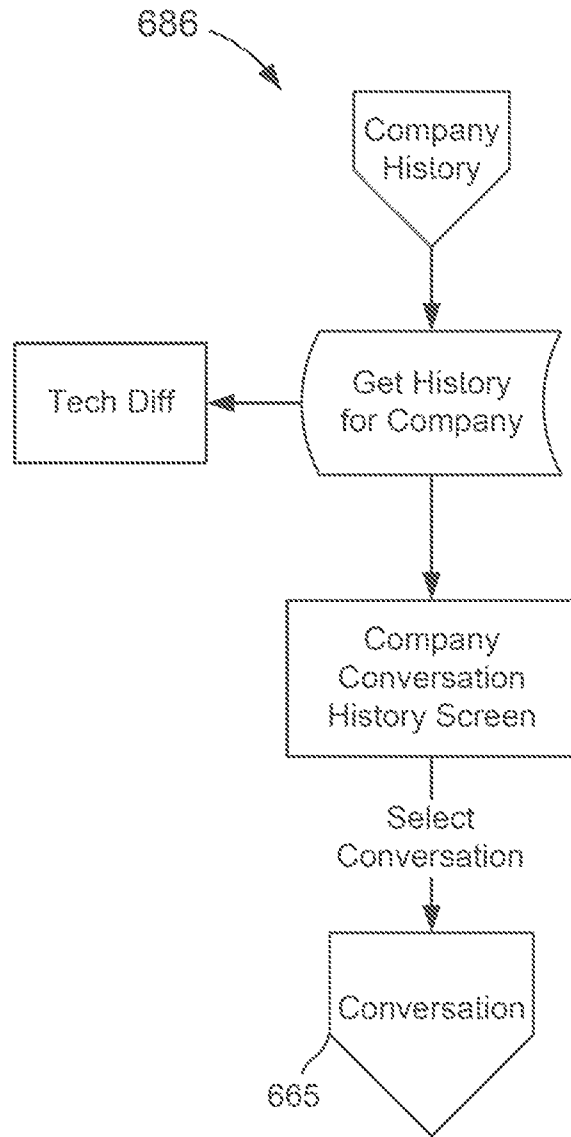 686
Company
History
Tech Diff
Get History
for Company
Company
Conversation
History Screen
Select
Conversation
Conversation
665